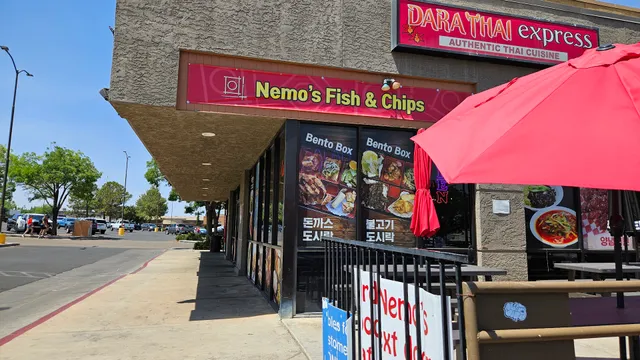 DARA THAI express
AUTHENTIC THAI CUISINE
Nemo's Fish & Chips
Bento Box
돈까스
도시락
Bento Box
불고기
도시락
Nemo's